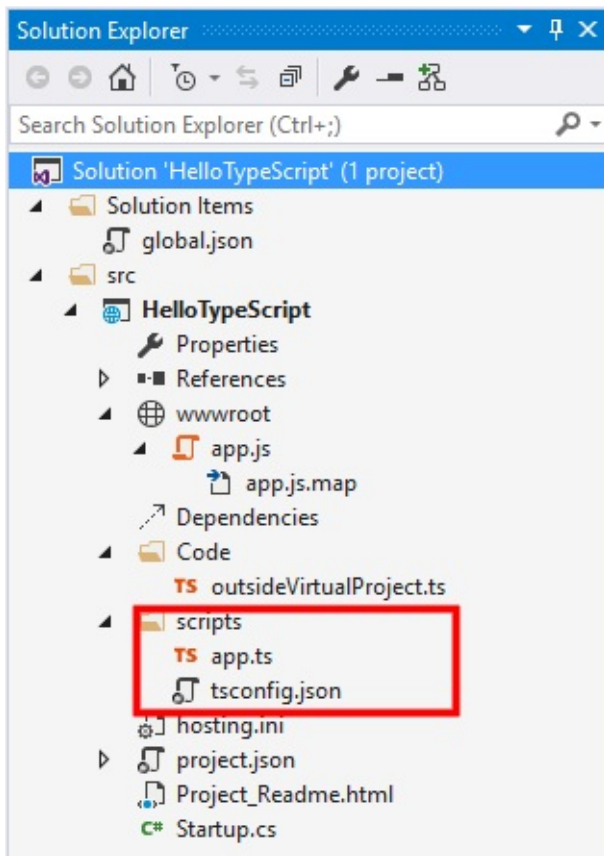 Solution Explorer
Search Solution Explorer (Ctrl+;)
Solution 'HelloTypeScript' (1 project)
Solution Items
global.json
src
HelloTypeScript
Properties
References
wwwroot
app.js
app.js.map
Dependencies
Code
TS outsideVirtualProject.ts
scripts
TS app.ts
tsconfig.json
hosting.ini
project.json
Project_Readme.html
C# Startup.cs